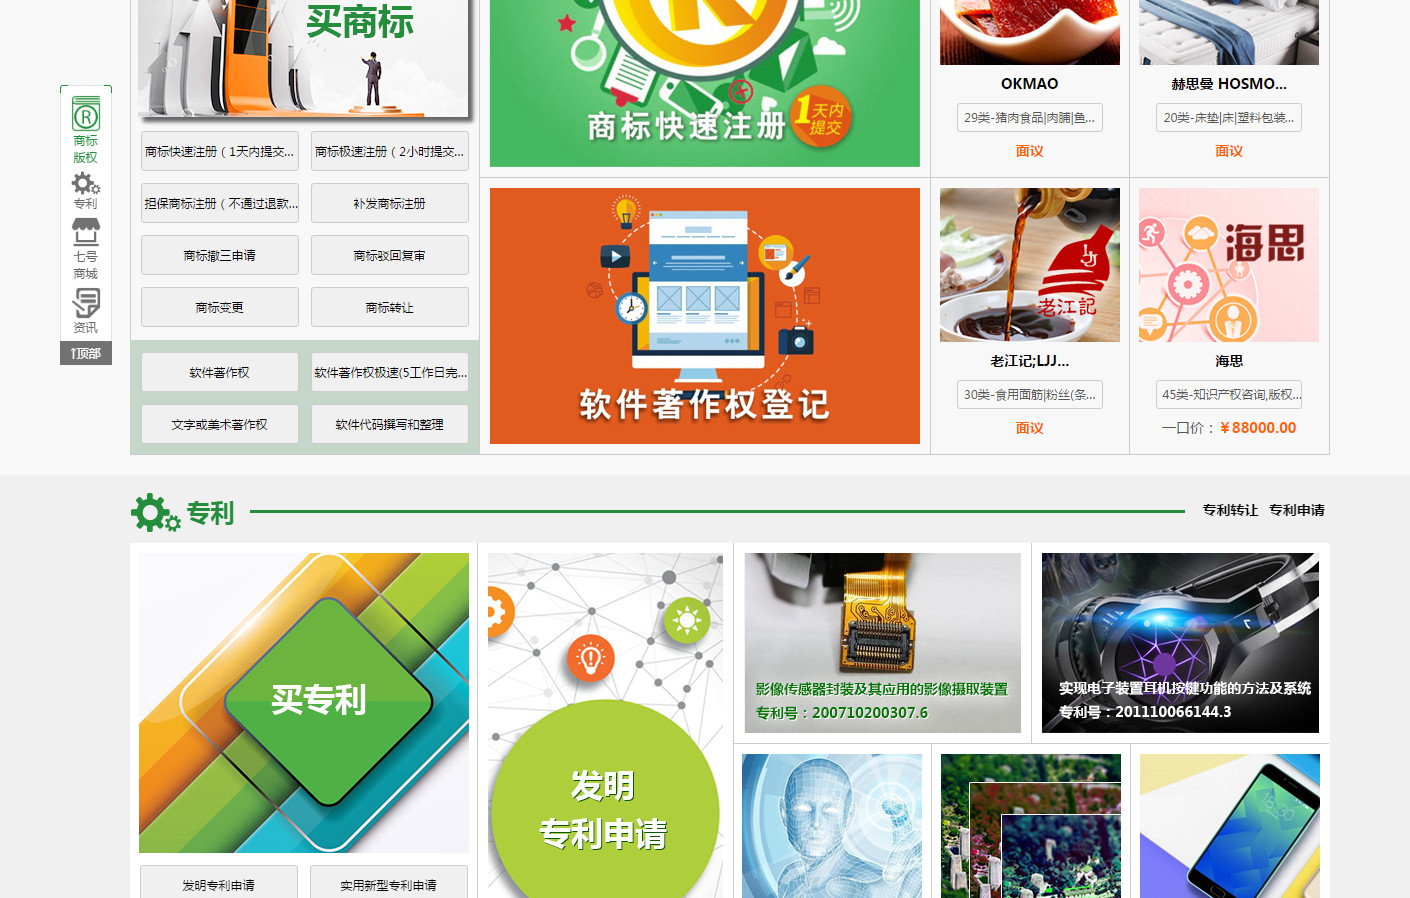 买商标
商标快速注册
1天内
提交
OKMAO
29类-猪肉食品|肉脯|鱼...
面议
赫思曼 HOSMO...
20类-床垫|床|塑料包装...
面议
商标
版权
专利
七号
商城
资讯
顶部
商标快速注册（1天内提交...
商标极速注册（2小时提交...
担保商标注册（不通过退款...
补发商标注册
商标撤三申请
商标驳回复审
商标变更
商标转让
软件著作权
软件著作权极速(5工作日完...
文字或美术著作权
软件代码撰写和整理
软件著作权登记
老江记
老江记;LJJ...
30类-食用面筋|粉丝(条...
面议
海思
海思
45类-知识产权咨询,版权...
一口价：￥88000.00
专利
专利转让 专利申请
买专利
发明
专利申请
影像传感器封装及其应用的影像摄取装置
专利号：200710200307.6
实现电子装置耳机按键功能的方法及系统
专利号：201110066144.3
发明专利申请
实用新型专利申请